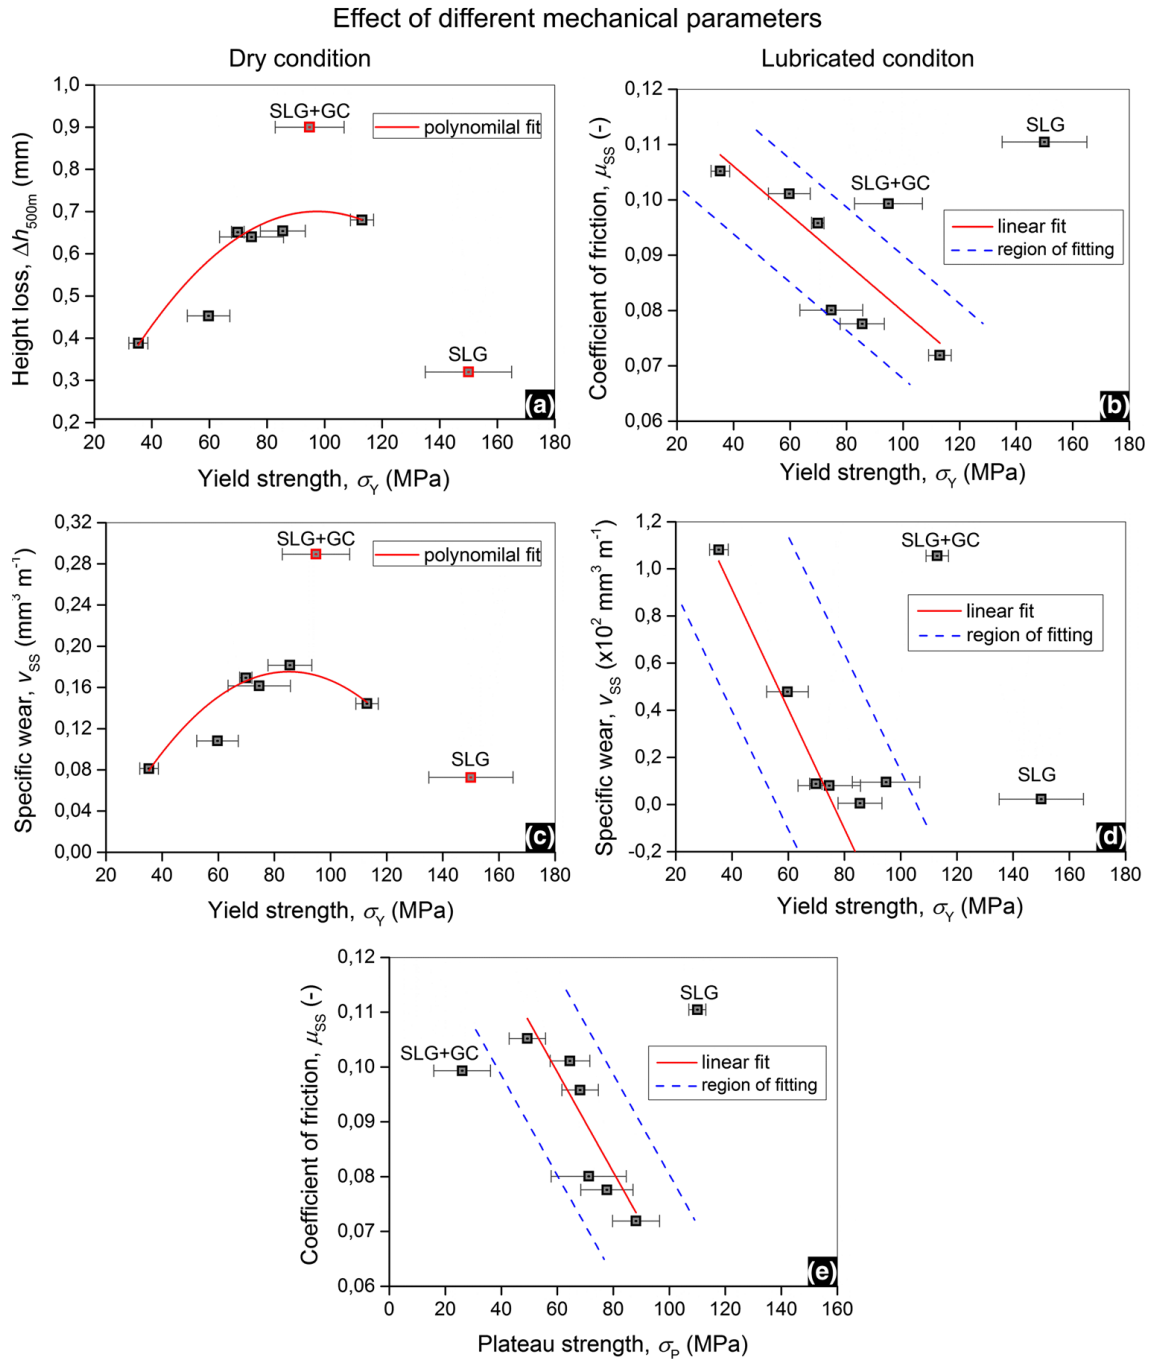 Effect of different mechanical parameters
Dry condition
Lubricated conditon
1,0
0,9
0,8
0,7
0,6
0,5
0,4
0,3
0,2
Height loss, Δh500m (mm)
SLG+GC
polynomilal fit
SLG
(a)
20 40 60 80 100 120 140 160 180
Yield strength, σY (MPa)
0,12
0,11
0,10
0,09
0,08
0,07
0,06
Coefficient of friction, μSS (-)
SLG
SLG+GC
linear fit
region of fitting
(b)
20 40 60 80 100 120 140 160 180
Yield strength, σY (MPa)
0,32
0,28
0,24
0,20
0,16
0,12
0,08
0,04
0,00
Specific wear, vSS (mm³ m⁻¹)
SLG+GC
polynomilal fit
SLG
(c)
20 40 60 80 100 120 140 160 180
Yield strength, σY (MPa)
1,2
1,0
0,8
0,6
0,4
0,2
0,0
-0,2
Specific wear, vSS (x10² mm³ m⁻¹)
SLG+GC
linear fit
region of fitting
SLG
(d)
20 40 60 80 100 120 140 160 180
Yield strength, σY (MPa)
0,12
0,11
0,10
0,09
0,08
0,07
0,06
Coefficient of friction, μSS (-)
SLG
SLG+GC
linear fit
region of fitting
(e)
0 20 40 60 80 100 120 140 160
Plateau strength, σP (MPa)